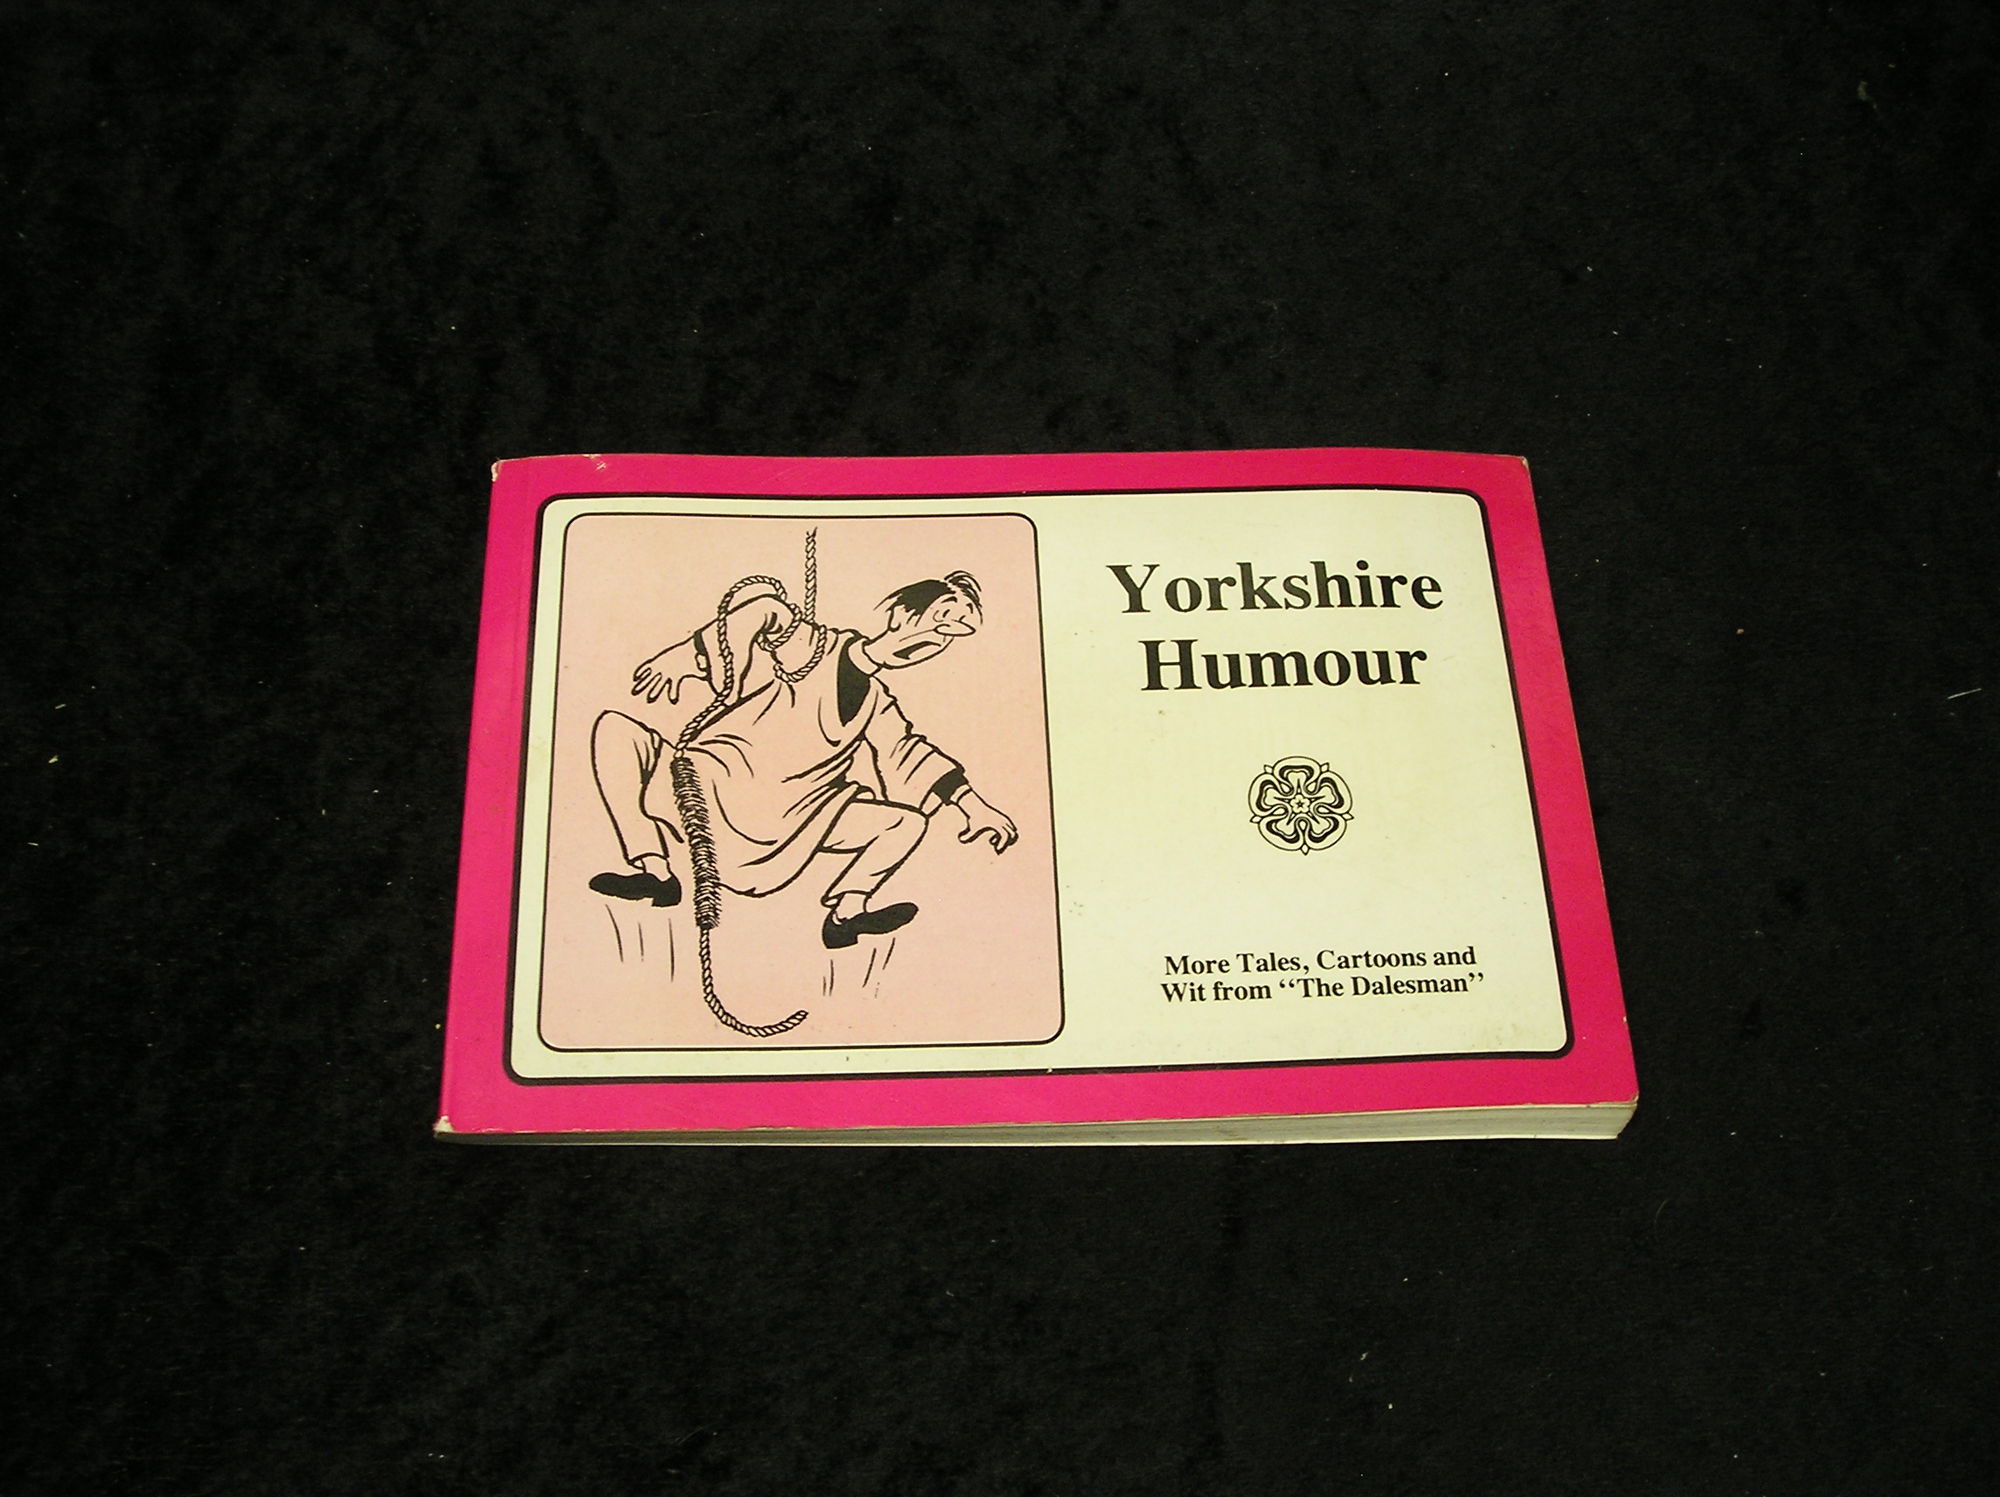 Yorkshire
Humour
More Tales, Cartoons and
Wit from “The Dalesman”